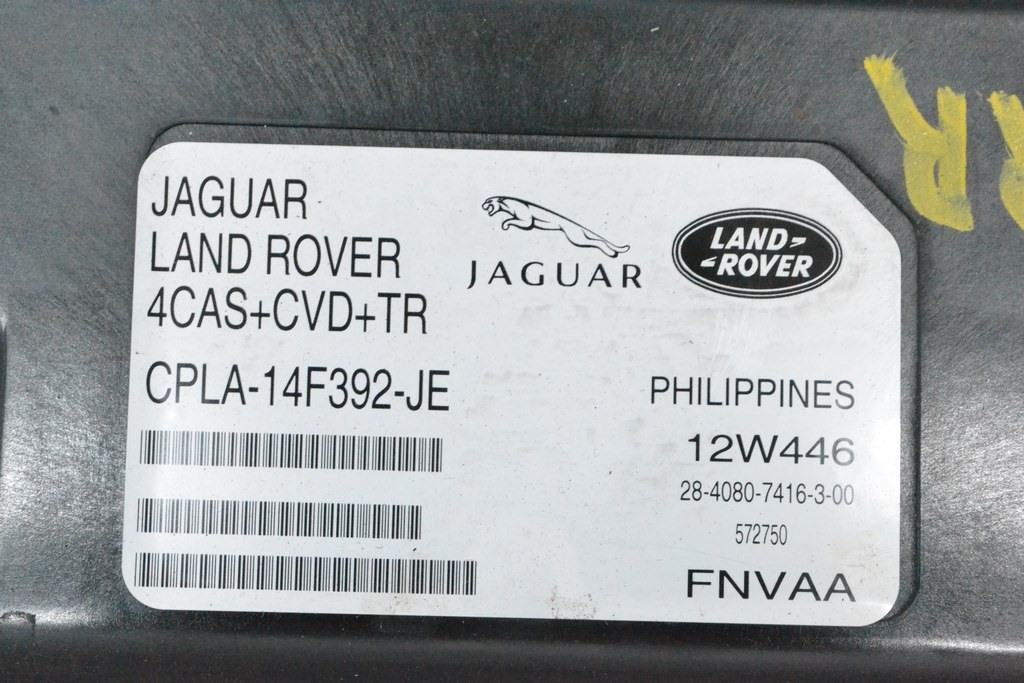 JAGUAR
LAND ROVER
4CAS+CVD+TR
CPLA-14F392-JE
JAGUAR
LAND
ROVER
PHILIPPINES
12W446
28-4080-7416-3-00
572750
FNVAA